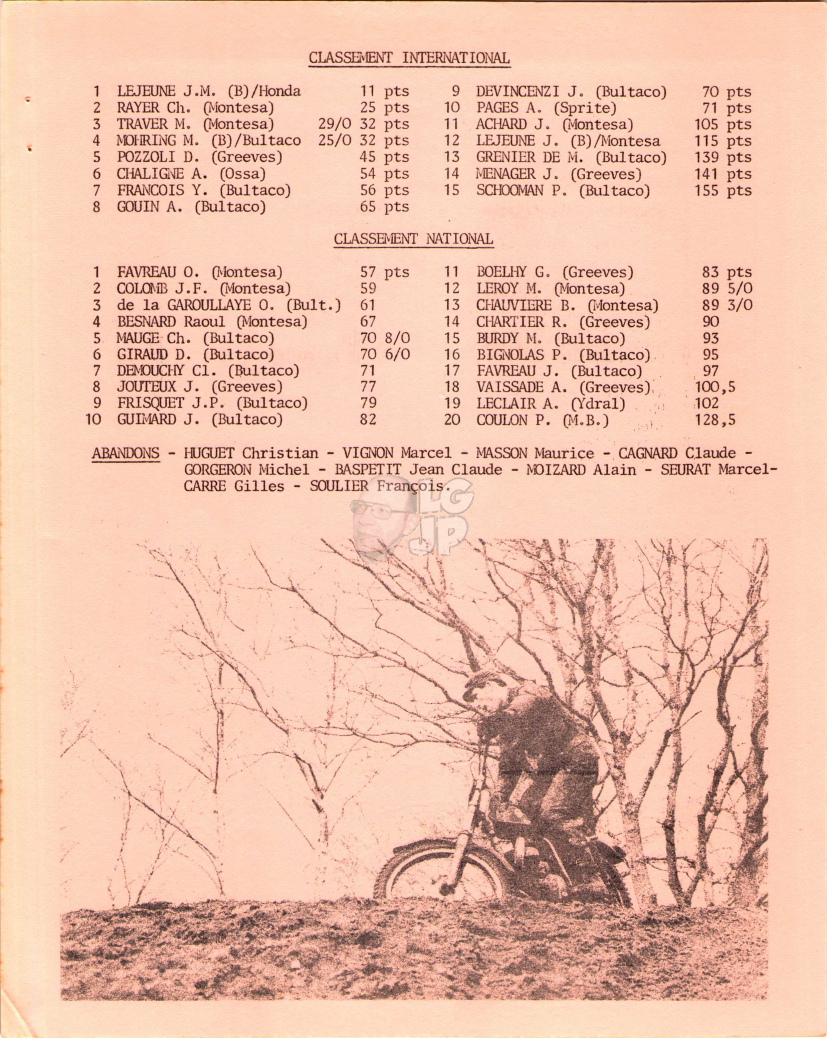 CLASSEMENT INTERNATIONAL
1 LEJEUNE J.M. (B)/Honda 11 pts
2 RAYER Ch. (Montesa) 25 pts
3 TRAVER M. (Montesa) 29/0 32 pts
4 MOHRING M. (B)/Bultaco 25/0 32 pts
5 POZZOLI D. (Greeves) 45 pts
6 CHALIGNE A. (Ossa) 54 pts
7 FRANCOIS Y. (Bultaco) 56 pts
8 GOUIN A. (Bultaco) 65 pts
9 DEVINCENZI J. (Bultaco) 70 pts
10 PAGES A. (Sprite) 71 pts
11 ACHARD J. (Montesa) 105 pts
12 LEJEUNE J. (B)/Montesa 115 pts
13 GRENIER DE M. (Bultaco) 139 pts
14 MENAGER J. (Greeves) 141 pts
15 SCHOOMAN P. (Bultaco) 155 pts
CLASSEMENT NATIONAL
1 FAVREAU O. (Montesa) 57 pts
2 COLOMB J.F. (Montesa) 59
3 de la GAROULLAYE O. (Bult.) 61
4 BESNARD Raoul (Montesa) 67
5 MAUGE Ch. (Bultaco) 70 8/0
6 GIRAUD D. (Bultaco) 70 6/0
7 DEMOUCHY Cl. (Bultaco) 71
8 JOUTEUX J. (Greeves) 77
9 FRISQUET J.P. (Bultaco) 79
10 GUIMARD J. (Bultaco) 82
11 BOELHY G. (Greeves) 83 pts
12 LEROY M. (Montesa) 89 5/0
13 CHAUVIERE B. (Montesa) 89 3/0
14 CHARTIER R. (Greeves) 90
15 BURDY M. (Bultaco) 93
16 BIGNOLAS P. (Bultaco) 95
17 FAVREAU J. (Bultaco) 97
18 VAISSADE A. (Greeves) 100,5
19 LECLAIR A. (Ydral) 102
20 COULON P. (M.B.) 128,5
ABANDONS - HUGUET Christian - VIGNON Marcel - MASSON Maurice - CAGNARD Claude -
GORGERON Michel - BASPETIT Jean Claude - MOIZARD Alain - SEURAT Marcel-
CARRE Gilles - SOULIER François.
LG
JP